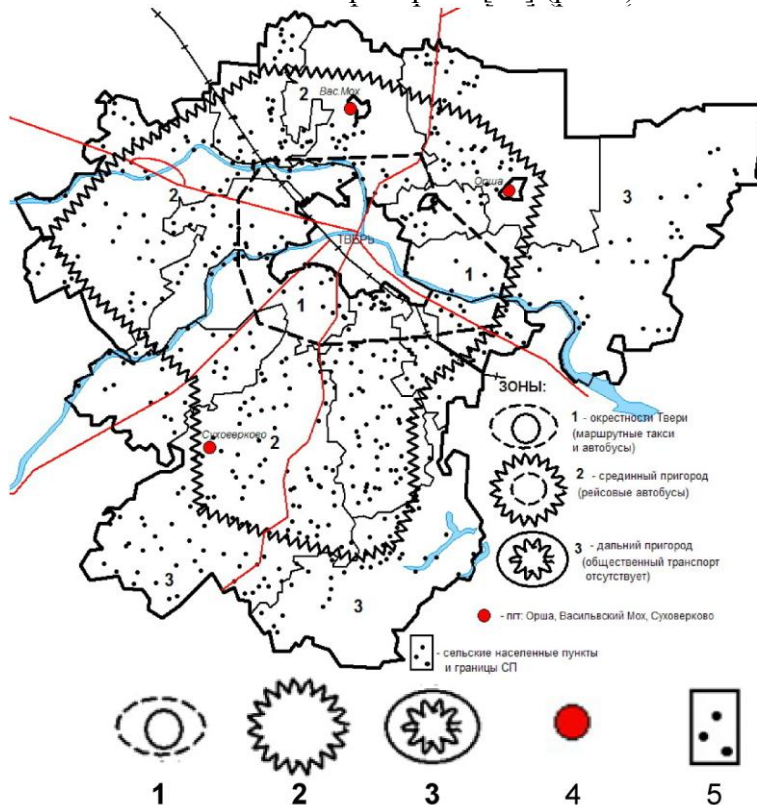 2
Вас.Мох
Орша
3
2
ТВЕРЬ
1
1
Суховерково
2
3
3
ЗОНЫ:
1 - окрестности Твери
(маршрутные такси
и автобусы)
2 - срединный пригород
(рейсовые автобусы)
3 - дальний пригород
(общественный транспорт
отсутствует)
- пгт: Орша, Васильвский Мох, Суховерково
- сельские населенные пункты
и границы СП
1 2 3 4 5